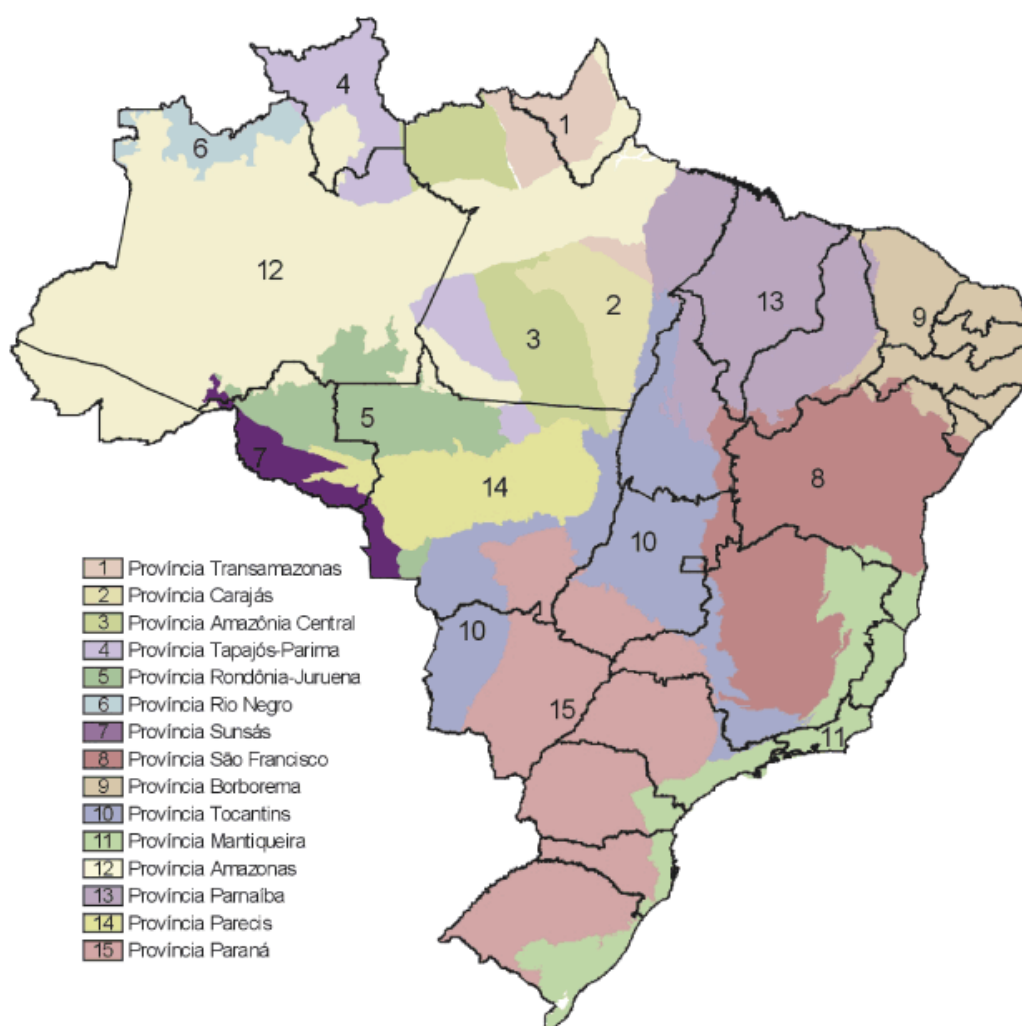 4
1
6
12
2
13
3
9
5
7
14
8
10
10
15
11
1 Província Transamazonas
2 Província Carajás
3 Província Amazônia Central
4 Província Tapajós-Parima
5 Província Rondônia-Juruena
6 Província Rio Negro
7 Província Sunsás
8 Província São Francisco
9 Província Borborema
10 Província Tocantins
11 Província Mantiqueira
12 Província Amazonas
13 Província Parnaíba
14 Província Parecis
15 Província Paraná